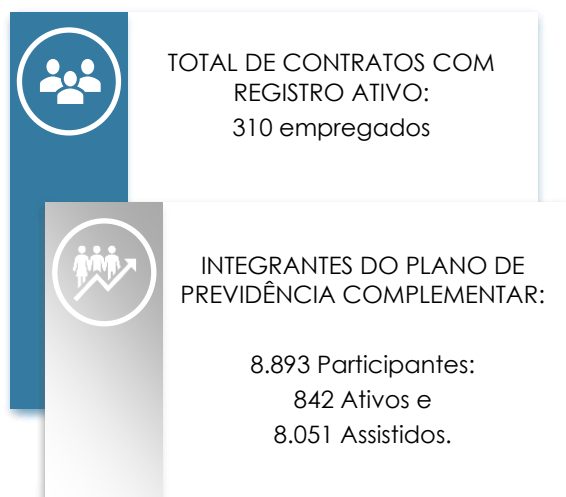 TOTAL DE CONTRATOS COM
REGISTRO ATIVO:
310 empregados
INTEGRANTES DO PLANO DE
PREVIDÊNCIA COMPLEMENTAR:
8.893 Participantes:
842 Ativos e
8.051 Assistidos.